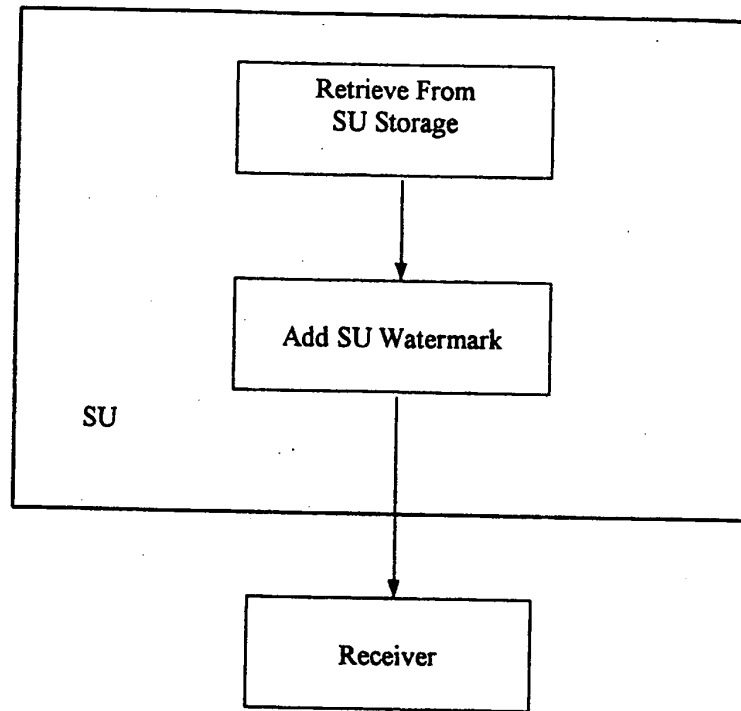 Retrieve From
SU Storage
Add SU Watermark
SU
Receiver